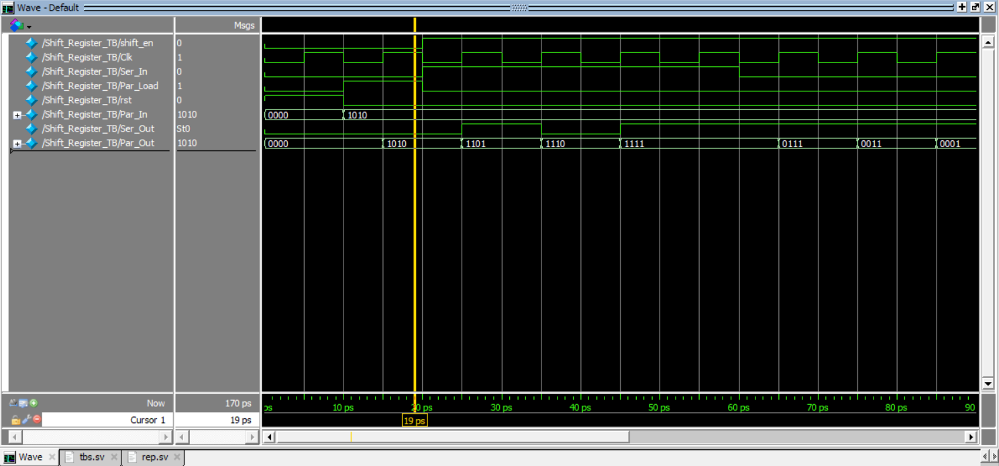 Wave - Default
Msgs
/Shift_Register_TB/shift_en 0
/Shift_Register_TB/Clk 1
/Shift_Register_TB/Ser_In 0
/Shift_Register_TB/Par_Load 1
/Shift_Register_TB/rst 0
/Shift_Register_TB/Par_In 1010 0000 1010
/Shift_Register_TB/Ser_Out St0
/Shift_Register_TB/Par_Out 1010 0000 1010 1101 1110 1111 0111 0011 0001
Now 170 ps ps 10 ps 20 ps 30 ps 40 ps 50 ps 60 ps 70 ps 80 ps 90
Cursor 1 19 ps 19 ps
Wave tbs.sv rep.sv